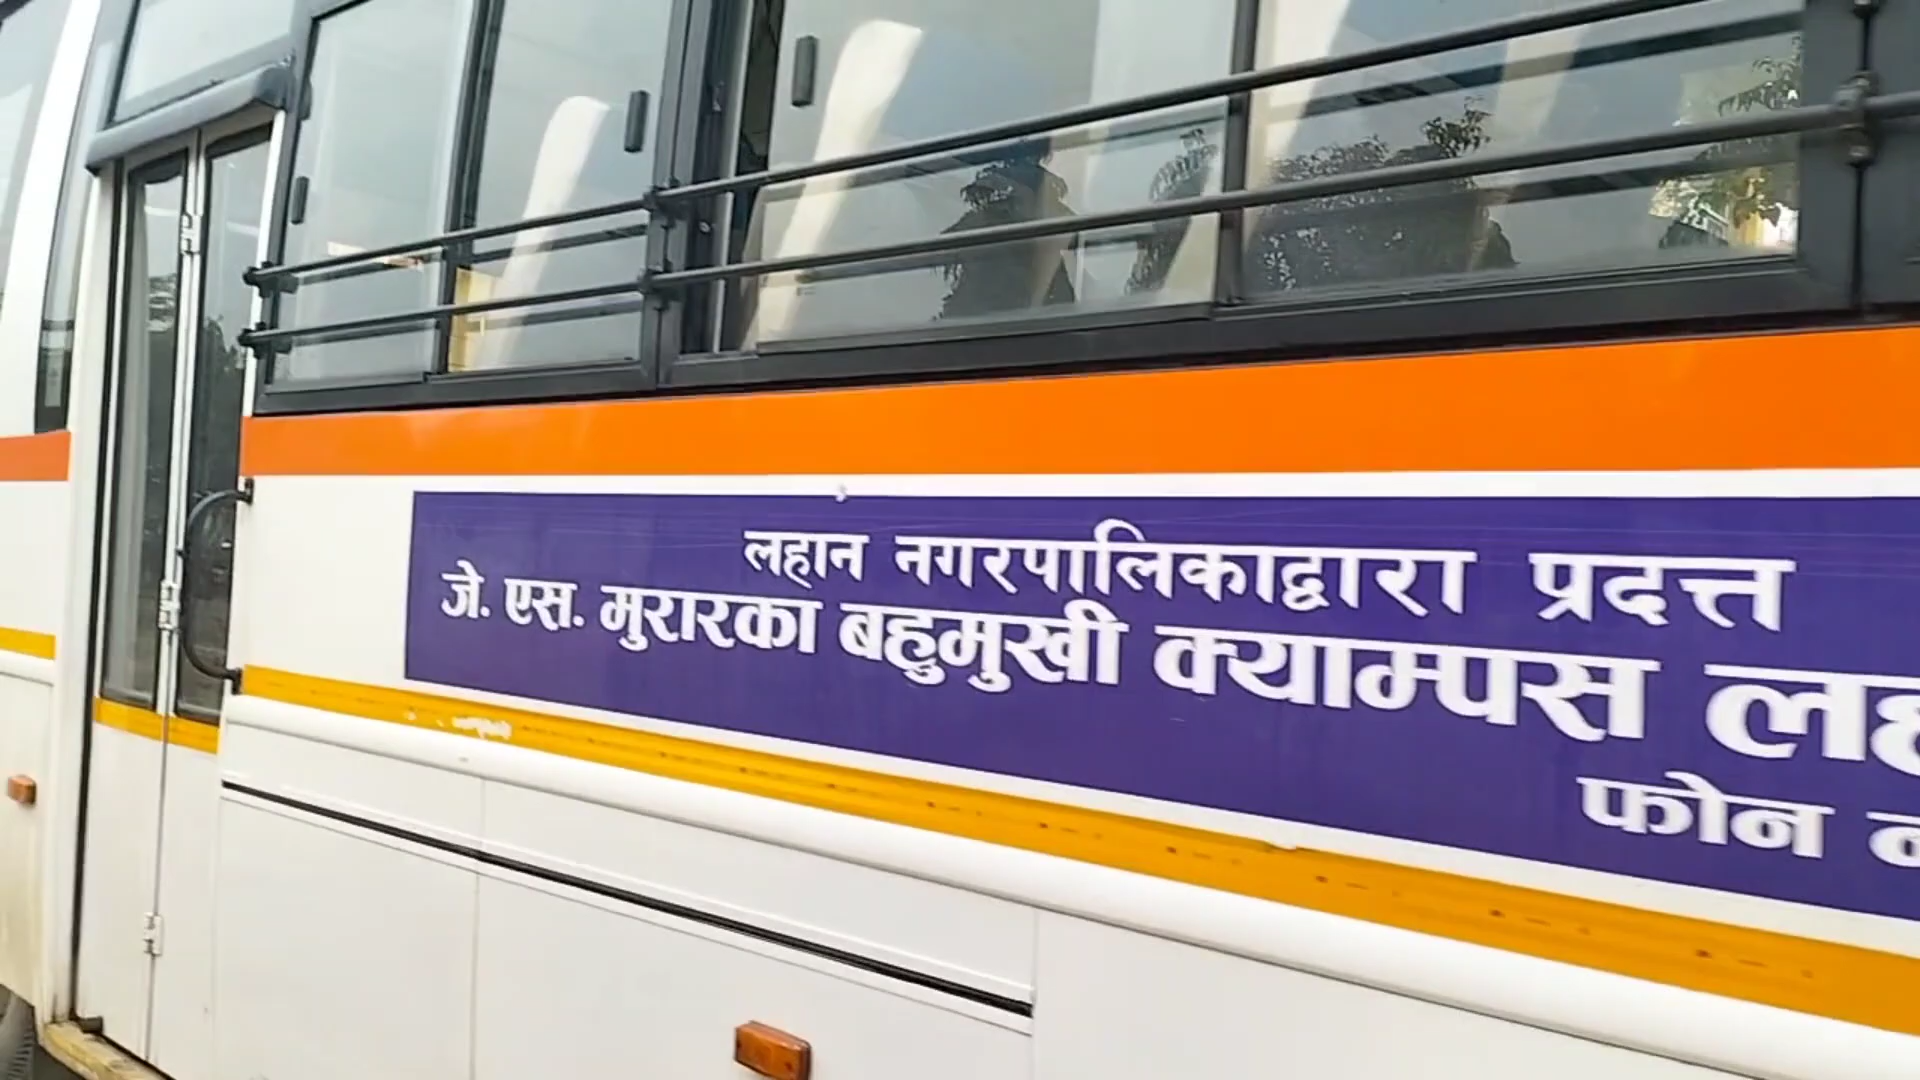 लहान नगरपालिकाद्वारा प्रदत्त
जे. एस. मुरारका बहुमुखी क्याम्पस
फोन